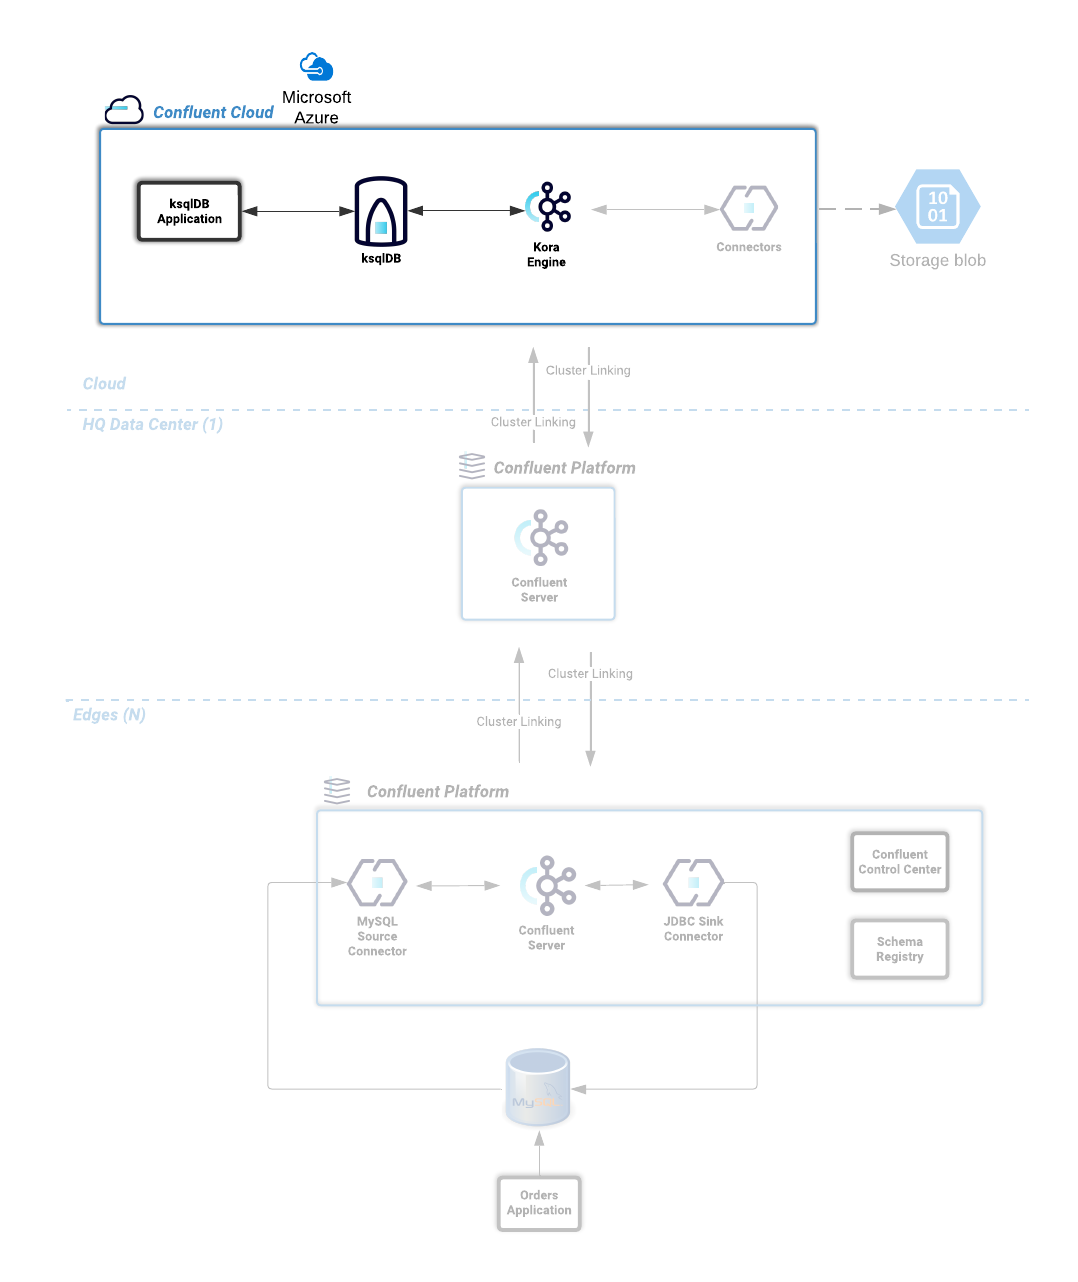 Microsoft
Azure
Confluent Cloud
ksqlDB
Application
ksqlDB
Kora
Engine
Connectors
10
01
Storage blob
Cluster Linking
Cloud
Cluster Linking
HQ Data Center (1)
Confluent Platform
Confluent
Server
Cluster Linking
Edges (N)
Cluster Linking
Confluent Platform
MySQL
Source
Connector
Confluent
Server
JDBC Sink
Connector
Confluent
Control Center
Schema
Registry
MySQL
Orders
Application